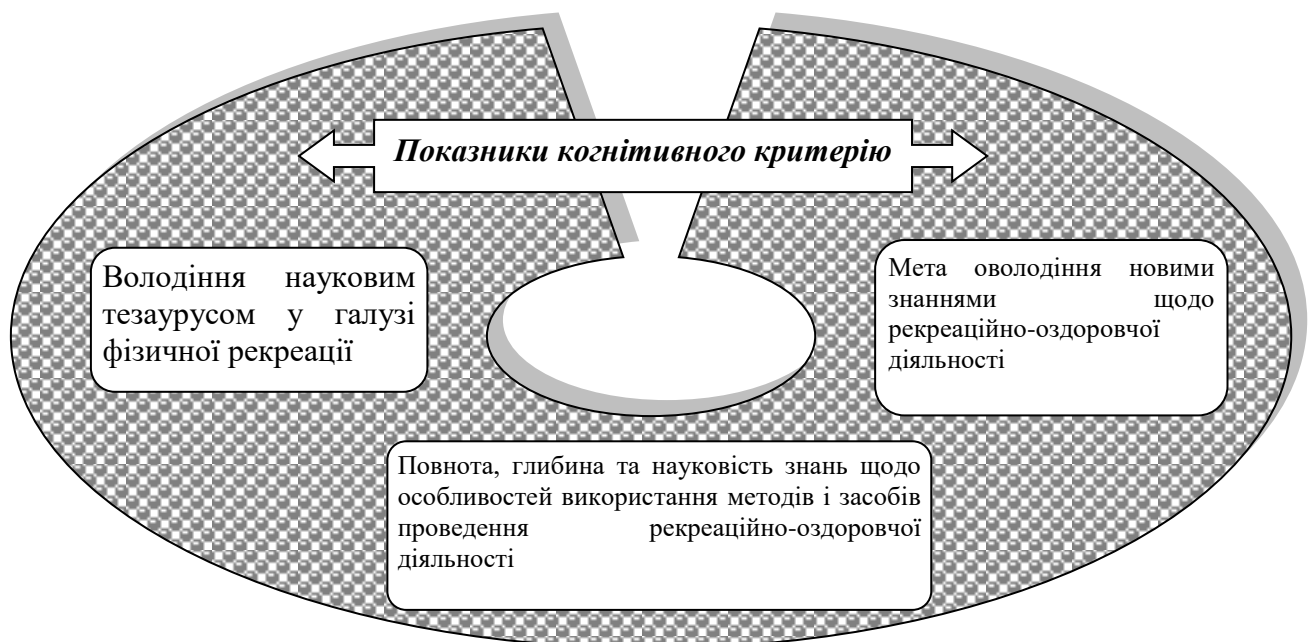 Показники когнітивного критерію
Володіння науковим
тезаурусом у галузі
фізичної рекреації
Мета оволодіння новими
знаннями щодо
рекреаційно-оздоровчої
діяльності
Повнота, глибина та науковість знань щодо
особливостей використання методів і засобів
проведення рекреаційно-оздоровчої
діяльності